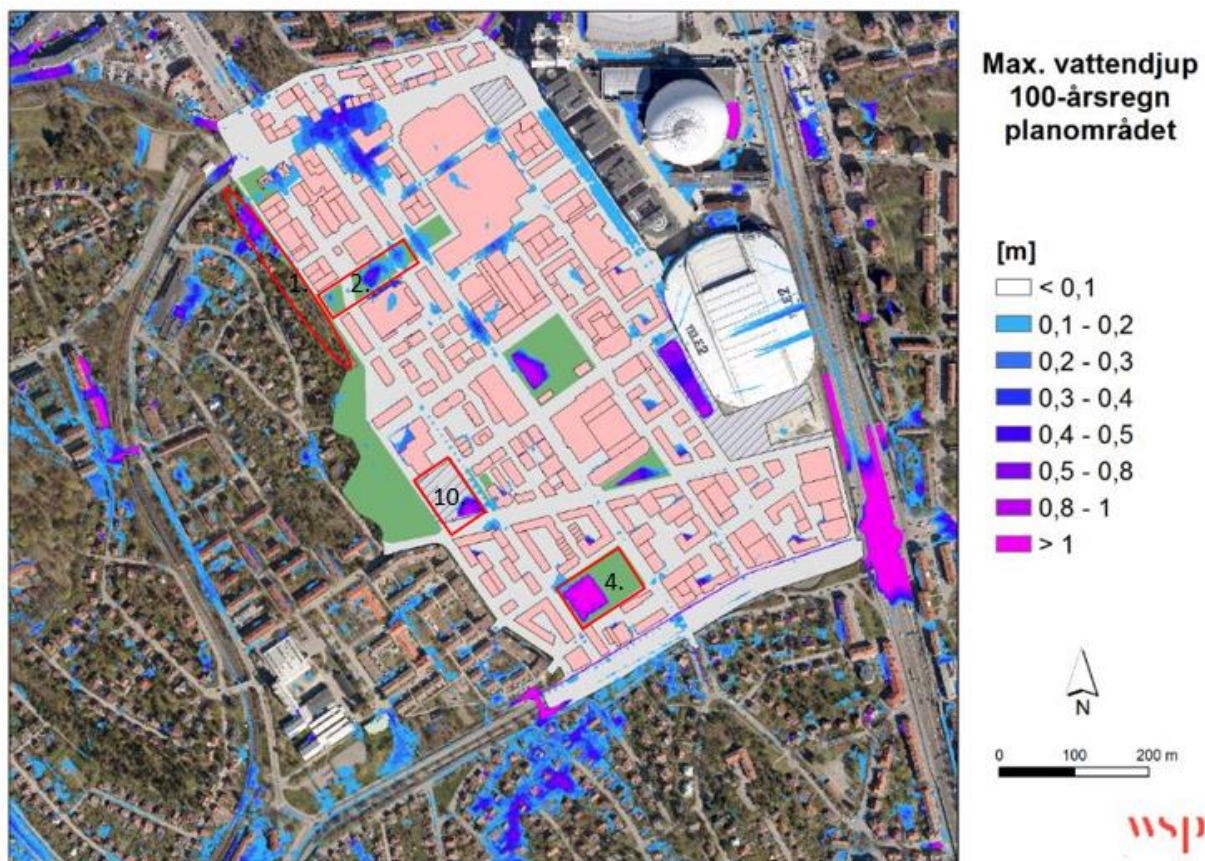 Max. vattendjup
100-årsregn
planområdet
[m]
< 0,1
0,1 - 0,2
0,2 - 0,3
0,3 - 0,4
0,4 - 0,5
0,5 - 0,8
0,8 - 1
> 1
N
0 100 200 m
wsp
1.
2.
10.
4.
TELE2